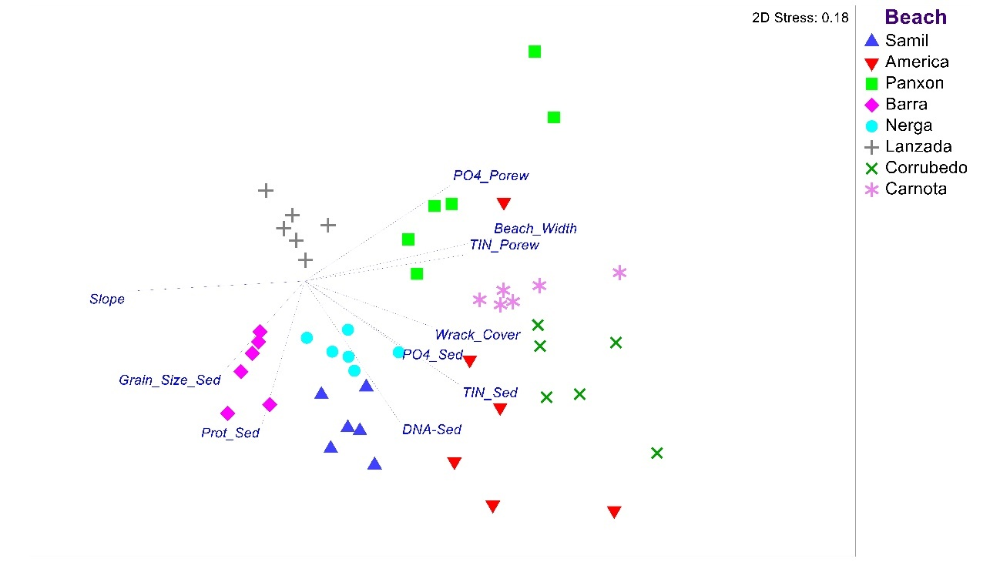 2D Stress: 0.18
Beach
Samil
America
Panxon
Barra
Nerga
Lanzada
Corrubedo
Carnota
PO4_Porew
Beach_Width
TIN_Porew
Slope
Wrack_Cover
PO4_Sed
Grain_Size_Sed
TIN_Sed
Prot_Sed
DNA-Sed